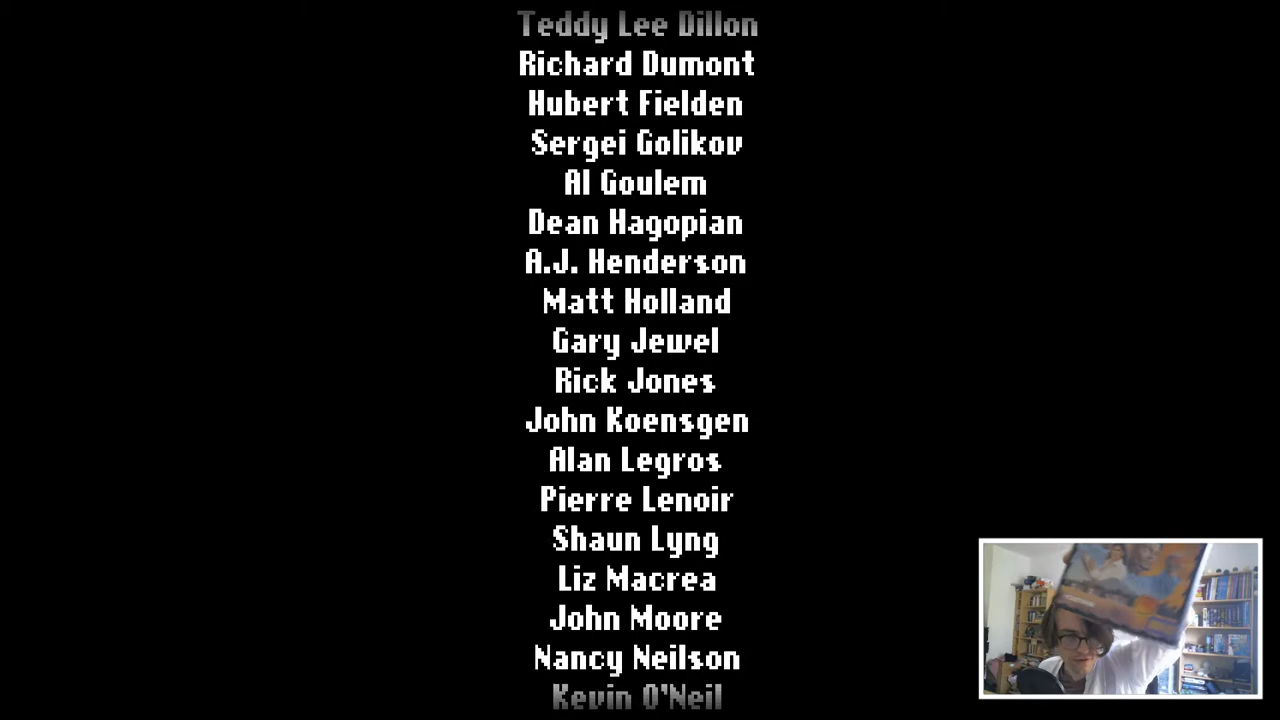 Teddy Lee Dillon
Richard Dumont
Hubert Fielden
Sergei Golikov
Al Goulem
Dean Hagopian
A.J. Henderson
Matt Holland
Gary Jewel
Rick Jones
John Koensgen
Alan Legros
Pierre Lenoir
Shaun Lyng
Liz Macrea
John Moore
Nancy Neilson
Kevin O'Neil